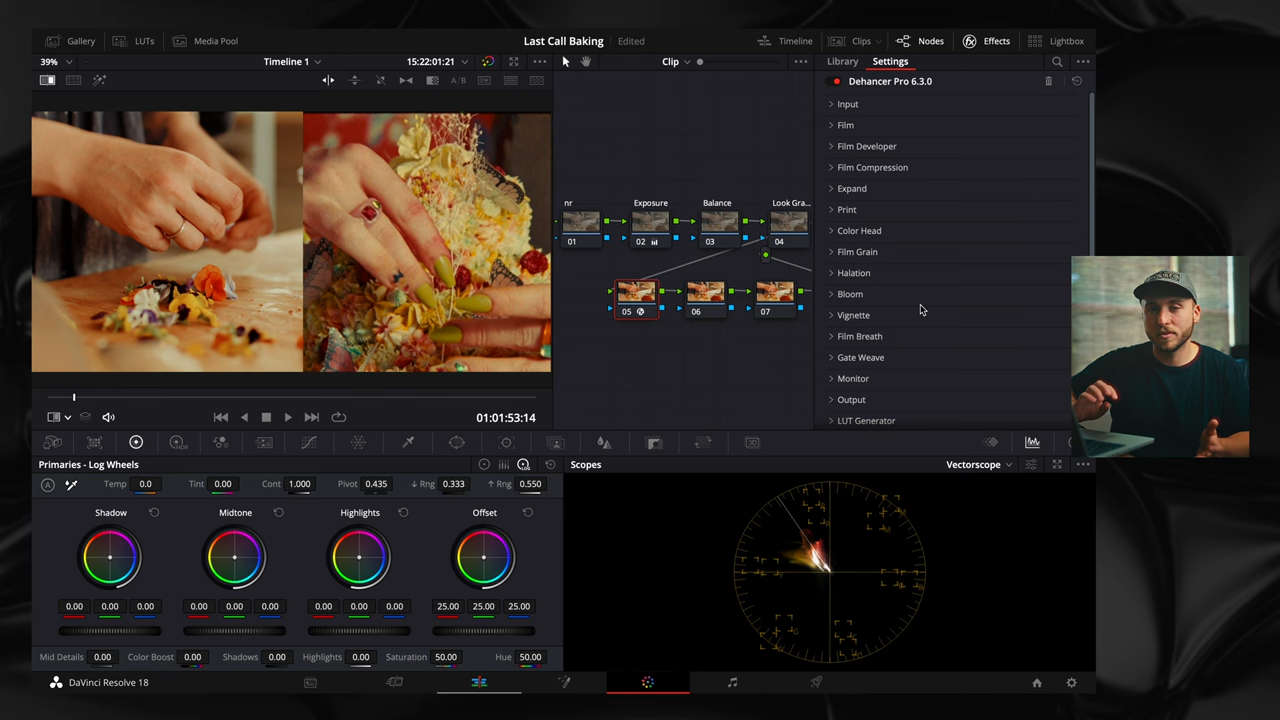 Gallery LUTs Media Pool Last Call Baking Edited Timeline Clips Nodes Effects Lightbox
39% Timeline 1 15:22:01:21 Clip Library Settings
A/B
Dehancer Pro 6.3.0
Input
Film
Film Developer
Film Compression
Expand
Print
Color Head
Film Grain
Halation
Bloom
Vignette
Film Breath
Gate Weave
Monitor
Output
LUT Generator
nr Exposure Balance Look Gra...
01 02 03 04
05 06 07
01:01:53:14
3D
Primaries - Log Wheels LOG
Temp 0.0 Tint 0.00 Cont 1.000 Pivot 0.435 ↓ Rng 0.333 ↑ Rng 0.550
A
Shadow Midtone Highlights Offset
0.00 0.00 0.00 0.00 0.00 0.00 0.00 0.00 0.00 25.00 25.00 25.00
Mid Details 0.00 Color Boost 0.00 Shadows 0.00 Highlights 0.00 Saturation 50.00 Hue 50.00
Scopes Vectorscope
DaVinci Resolve 18